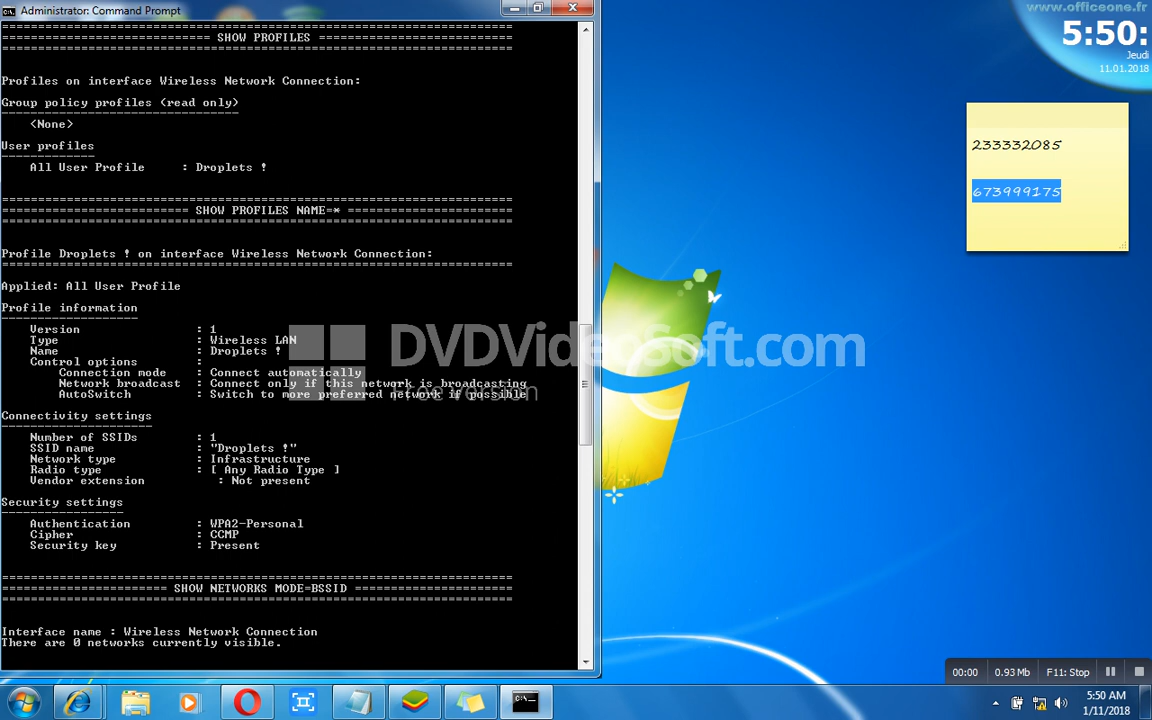 Administrator: Command Prompt
============================= SHOW PROFILES ===========================
Profiles on interface Wireless Network Connection:
Group policy profiles (read only)
---------------------------------
<None>
User profiles
-------------
All User Profile : Droplets !
=======================================================================
========================== SHOW PROFILES NAME=* =======================
=======================================================================
Profile Droplets ! on interface Wireless Network Connection:
=======================================================================
Applied: All User Profile
Profile information
-------------------
Version : 1
Type : Wireless LAN
Name : Droplets !
Control options :
Connection mode : Connect automatically
Network broadcast : Connect only if this network is broadcasting
AutoSwitch : Switch to more preferred network if possible
Connectivity settings
---------------------
Number of SSIDs : 1
SSID name : "Droplets !"
Network type : Infrastructure
Radio type : [ Any Radio Type ]
Vendor extension : Not present
Security settings
-----------------
Authentication : WPA2-Personal
Cipher : CCMP
Security key : Present
=======================================================================
======================= SHOW NETWORKS MODE=BSSID ======================
=======================================================================
Interface name : Wireless Network Connection
There are 0 networks currently visible.
DVDVideoSoft.com
Free version
www.officeone.fr
5:50:
Jeudi
11.01.2018
233332085
673999175
00:00 0.93 Mb F11: Stop
5:50 AM
1/11/2018